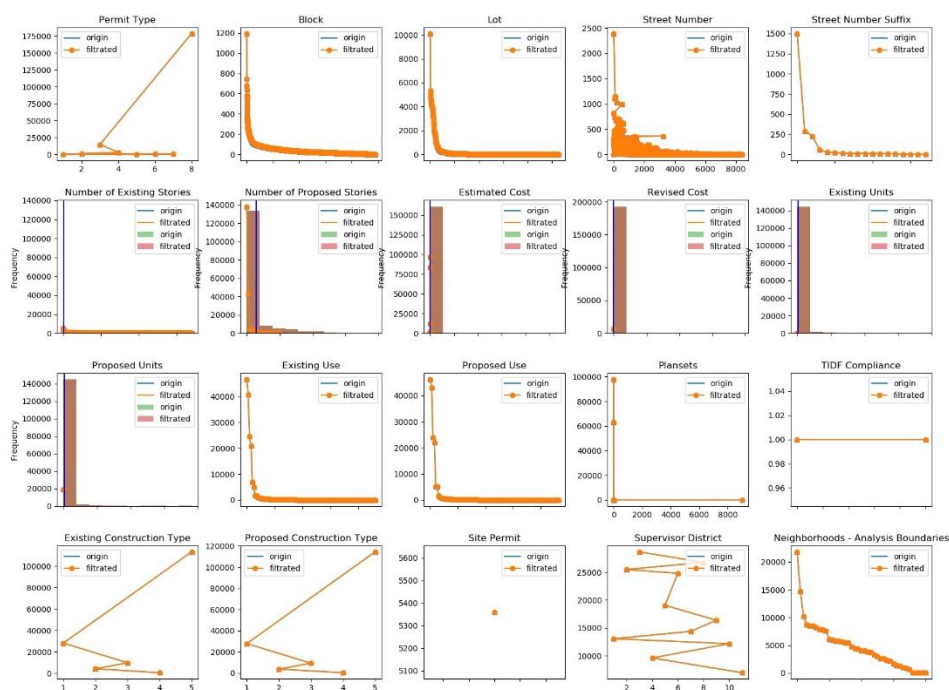 Permit Type
175000
150000
125000
100000
75000
50000
25000
0
origin
filtrated
2 4 6 8
Block
1200
1000
800
600
400
200
0
origin
filtrated
Lot
10000
8000
6000
4000
2000
0
origin
filtrated
Street Number
2500
2000
1500
1000
500
0
origin
filtrated
0 2000 4000 6000 8000
Street Number Suffix
1500
1250
1000
750
500
250
0
origin
filtrated
Number of Existing Stories
Frequency
140000
120000
100000
80000
60000
40000
20000
0
origin
filtrated
origin
filtrated
Number of Proposed Stories
Frequency
140000
120000
100000
80000
60000
40000
20000
0
origin
filtrated
origin
filtrated
Estimated Cost
Frequency
150000
125000
100000
75000
50000
25000
0
origin
filtrated
origin
filtrated
Revised Cost
Frequency
200000
150000
100000
50000
0
origin
filtrated
origin
filtrated
Existing Units
Frequency
140000
120000
100000
80000
60000
40000
20000
0
origin
filtrated
origin
filtrated
Proposed Units
Frequency
140000
120000
100000
80000
60000
40000
20000
0
origin
filtrated
origin
filtrated
Existing Use
40000
30000
20000
10000
0
origin
filtrated
Proposed Use
40000
30000
20000
10000
0
origin
filtrated
Plansets
100000
80000
60000
40000
20000
0
origin
filtrated
0 2000 4000 6000 8000
TIDF Compliance
1.04
1.02
1.00
0.98
0.96
origin
filtrated
Existing Construction Type
100000
80000
60000
40000
20000
0
origin
filtrated
1 2 3 4 5
Proposed Construction Type
120000
100000
80000
60000
40000
20000
0
origin
filtrated
1 2 3 4 5
Site Permit
5600
5500
5400
5300
5200
5100
origin
filtrated
Supervisor District
25000
20000
15000
10000
origin
filtrated
2 4 6 8 10
Neighborhoods - Analysis Boundaries
20000
15000
10000
5000
0
origin
filtrated